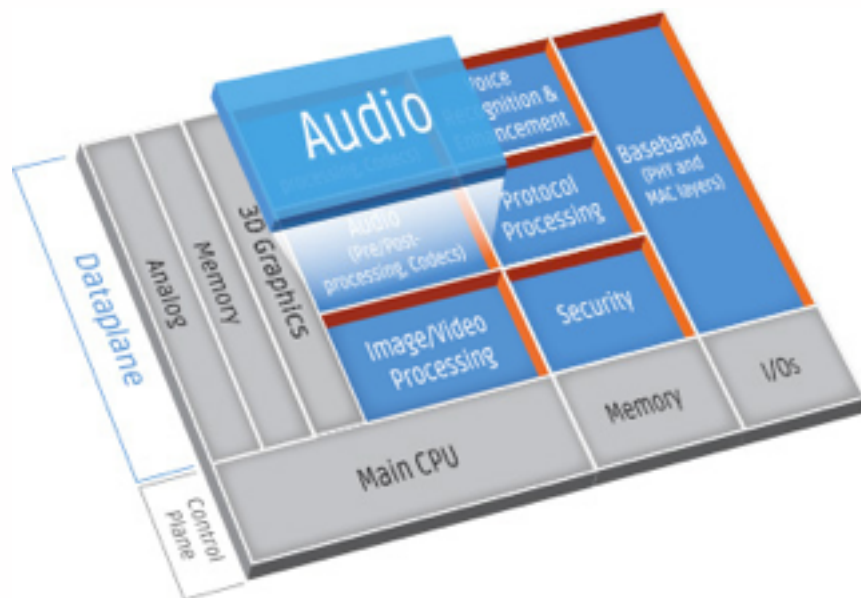 Audio
Voice
Recognition &
Enhancement
Baseband
(PHY and
MAC layers)
Audio
(Pre/Post-
processing, Codecs)
Protocol
Processing
Image/Video
Processing
Security
Analog
Memory
3D Graphics
Main CPU
Memory
I/Os
Dataplane
Control
Plane